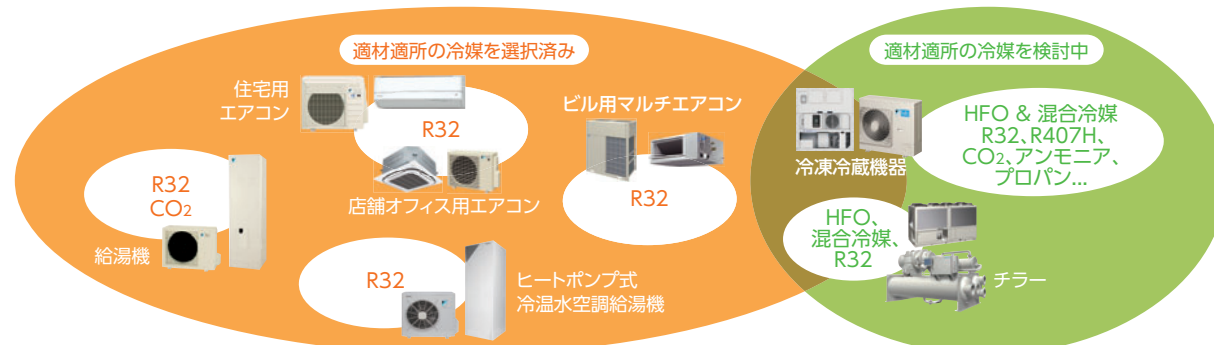 適材適所の冷媒を選択済み
適材適所の冷媒を検討中
住宅用
エアコン
R32
店舗オフィス用エアコン
ビル用マルチエアコン
R32
R32
CO2
給湯機
R32
ヒートポンプ式
冷温水空調給湯機
冷凍冷蔵機器
HFO & 混合冷媒
R32、R407H、
CO2、アンモニア、
プロパン...
HFO、
混合冷媒、
R32
チラー